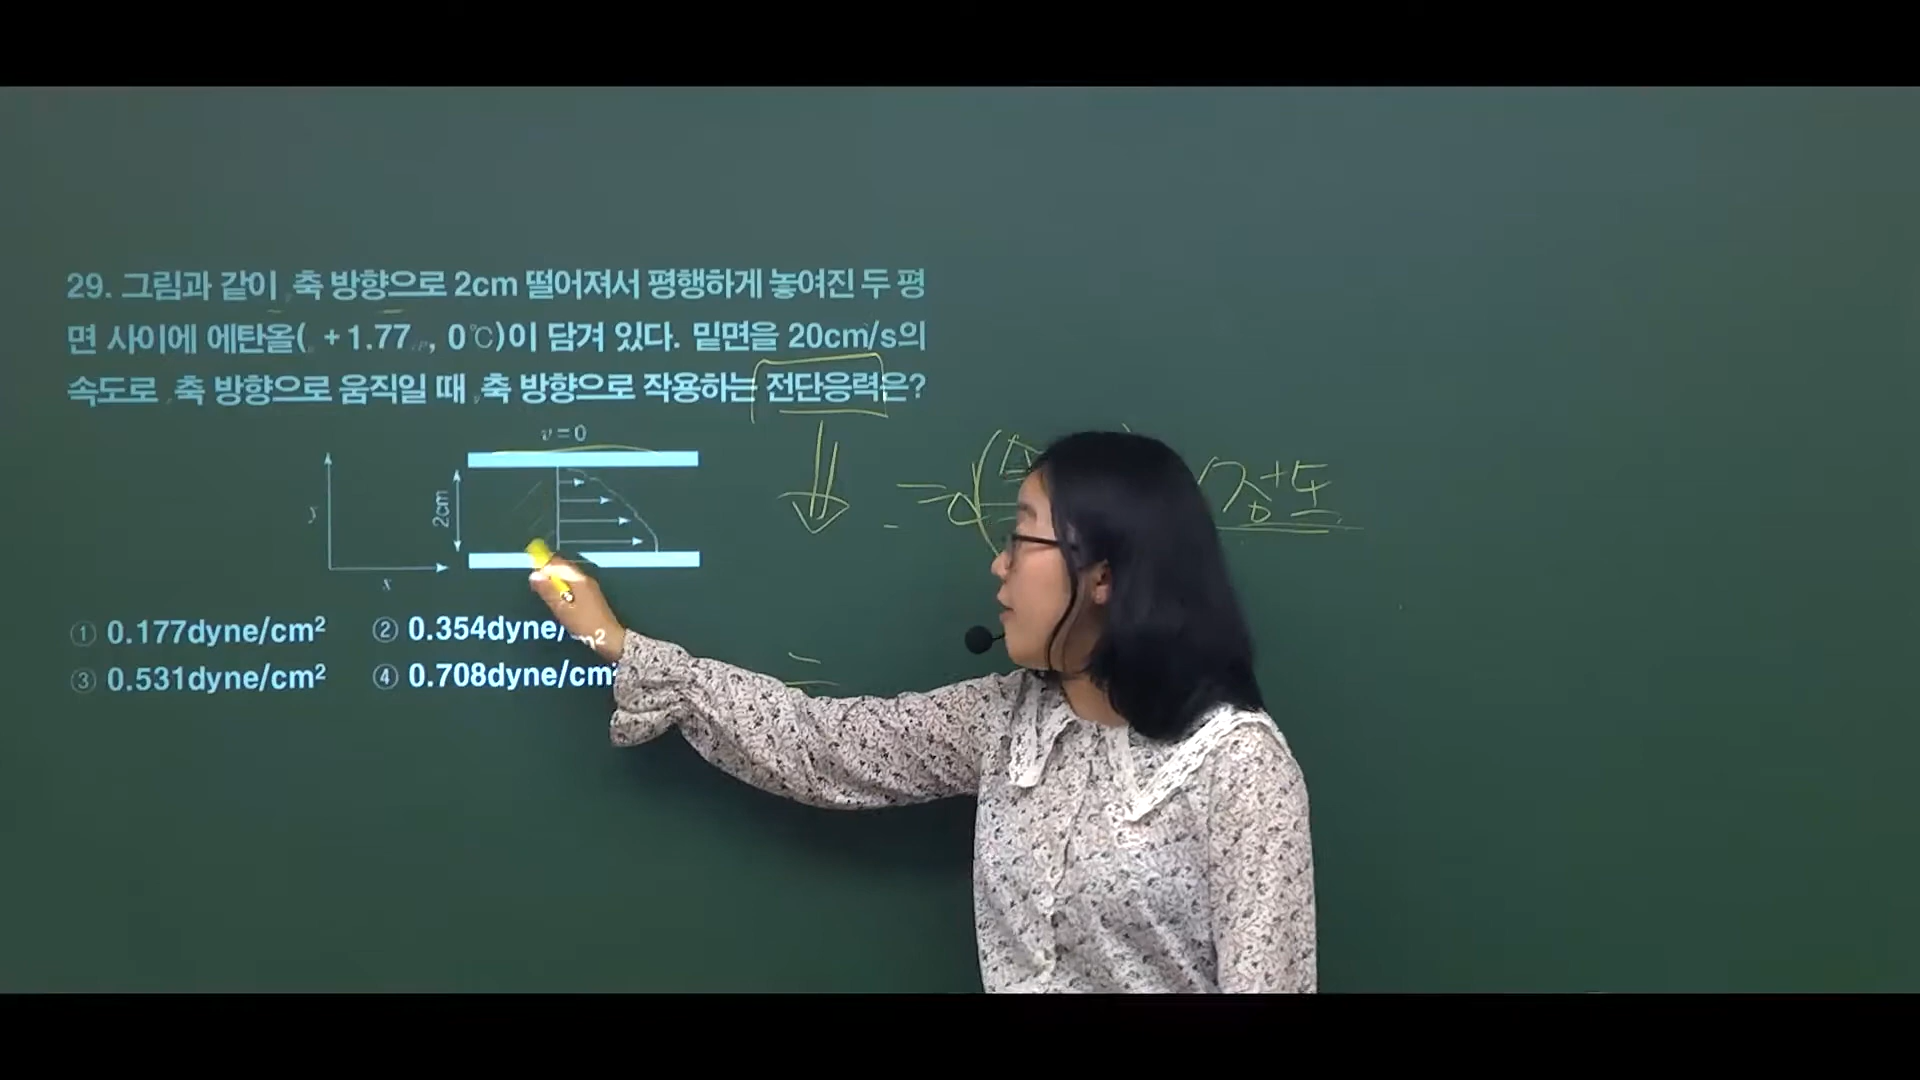 29. 그림과 같이 축 방향으로 2cm 떨어져서 평행하게 놓여진 두 평
면 사이에 에탄올( + 1.77 , 0℃)이 담겨 있다. 밑면을 20cm/s의
속도로 축 방향으로 움직일 때 축 방향으로 작용하는 전단응력은?
v = 0
2cm
y
x
① 0.177dyne/cm²
② 0.354dyne/cm²
③ 0.531dyne/cm²
④ 0.708dyne/cm²